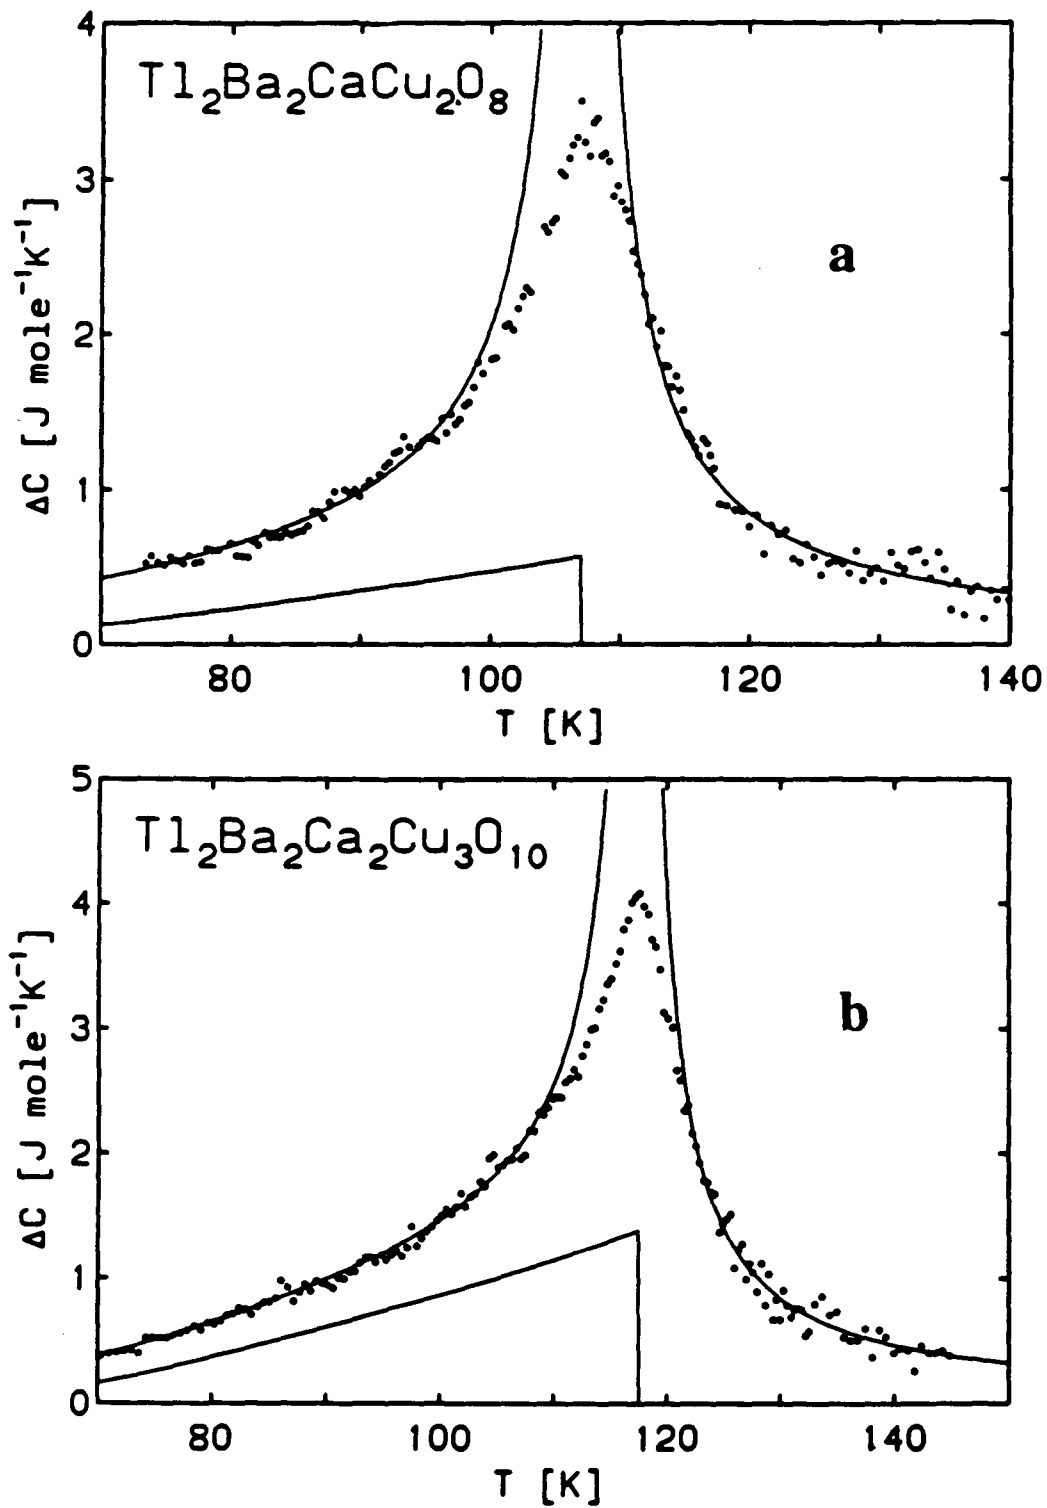 4
Tl₂Ba₂CaCu₂O₈
3
a
2
1
0
ΔC [J mole⁻¹K⁻¹]
80 100 120 140
T [K]
5
Tl₂Ba₂Ca₂Cu₃O₁₀
4
b
3
2
1
0
ΔC [J mole⁻¹K⁻¹]
80 100 120 140
T [K]